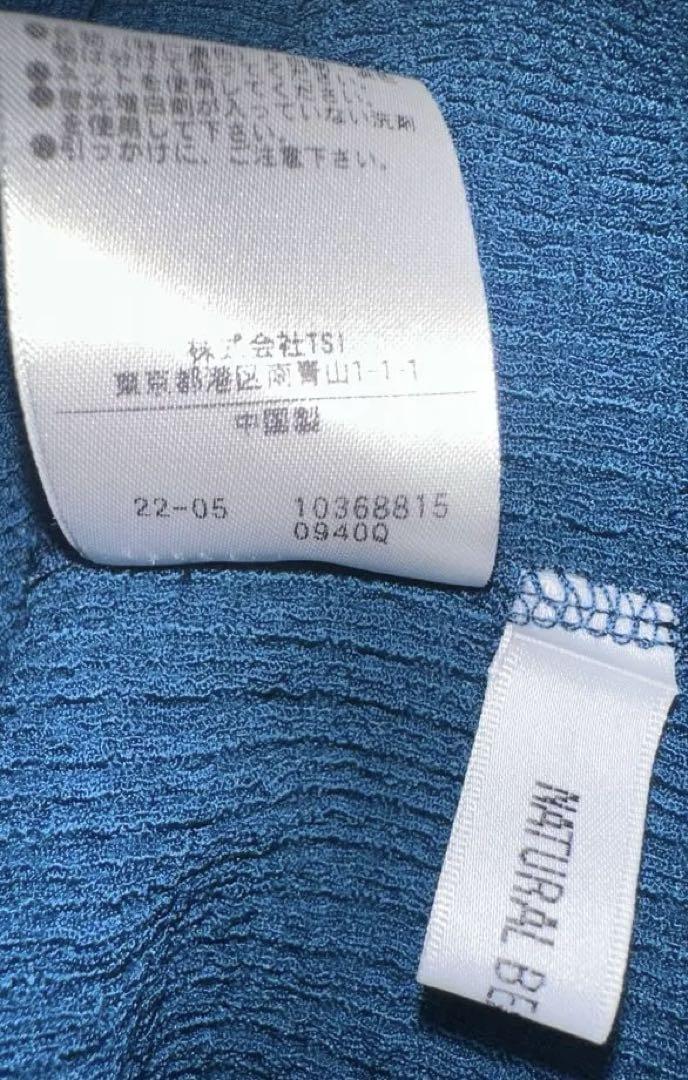 ネットを使用してください。
●蛍光増白剤が入っていない洗剤
を使用して下さい。
●引っかけに、ご注意下さい。
株式会社TSI
東京都港区南青山1-1-1
中国製
22-05 10368815
0940Q
NATURAL BE